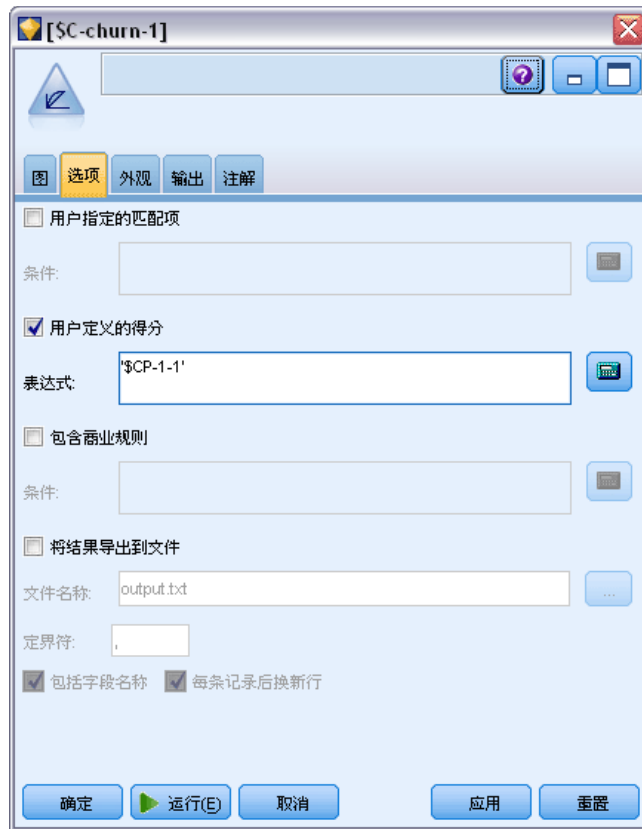 [$C-churn-1]
图 选项 外观 输出 注解
用户指定的匹配项
条件:
用户定义的得分
表达式: '$CP-1-1'
包含商业规则
条件:
将结果导出到文件
文件名称: output.txt ...
定界符: ,
包括字段名称 每条记录后换新行
确定 运行(E) 取消 应用 重置